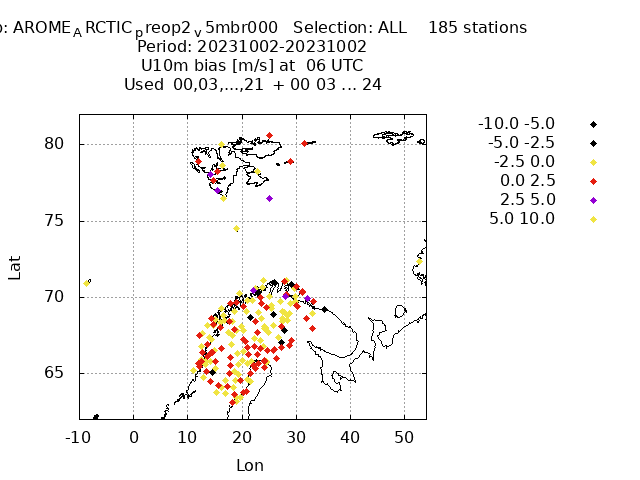 : AROME_A RCTIC_p reop2_v 5mbr000 Selection: ALL 185 stations
Period: 20231002-20231002
U10m bias [m/s] at 06 UTC
Used 00,03,...,21 + 00 03 ... 24
80
75
70
65
-10 0 10 20 30 40 50
Lat
Lon
-10.0 -5.0
-5.0 -2.5
-2.5 0.0
0.0 2.5
2.5 5.0
5.0 10.0